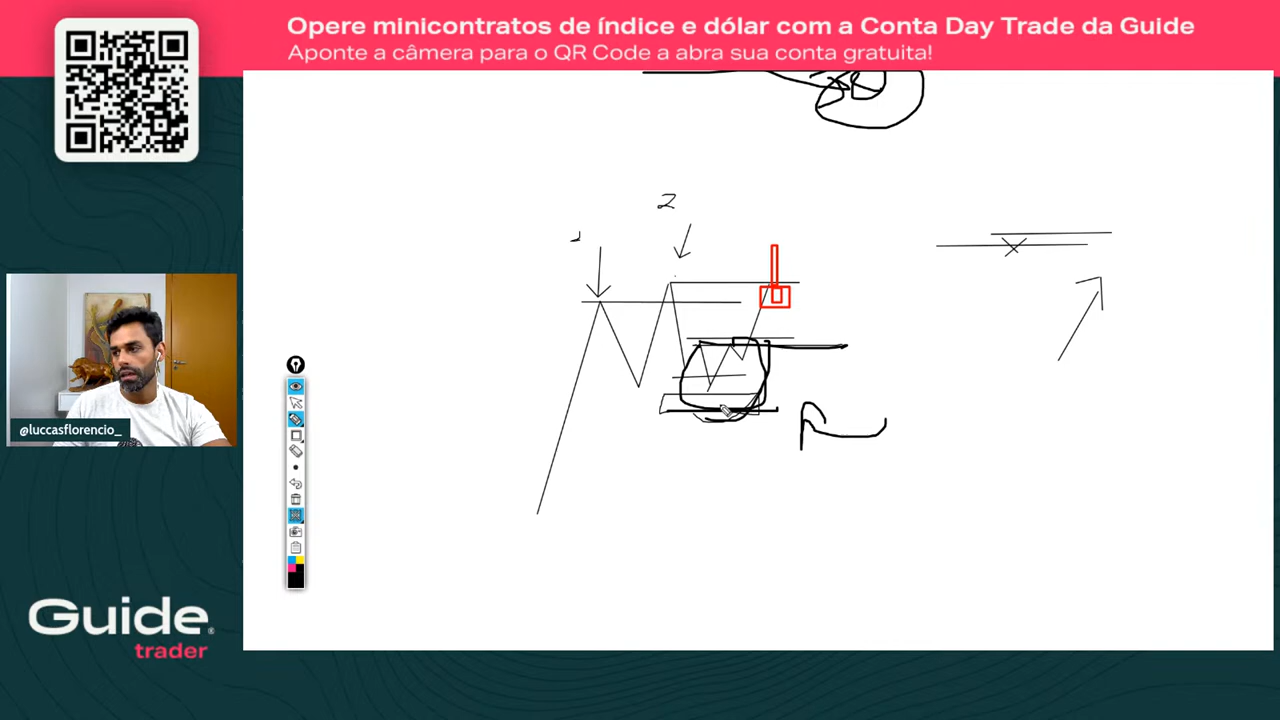 Opere minicontratos de índice e dólar com a Conta Day Trade da Guide
Aponte a câmera para o QR Code a abra sua conta gratuita!
2
1
@luccasflorencio_
Guide
trader